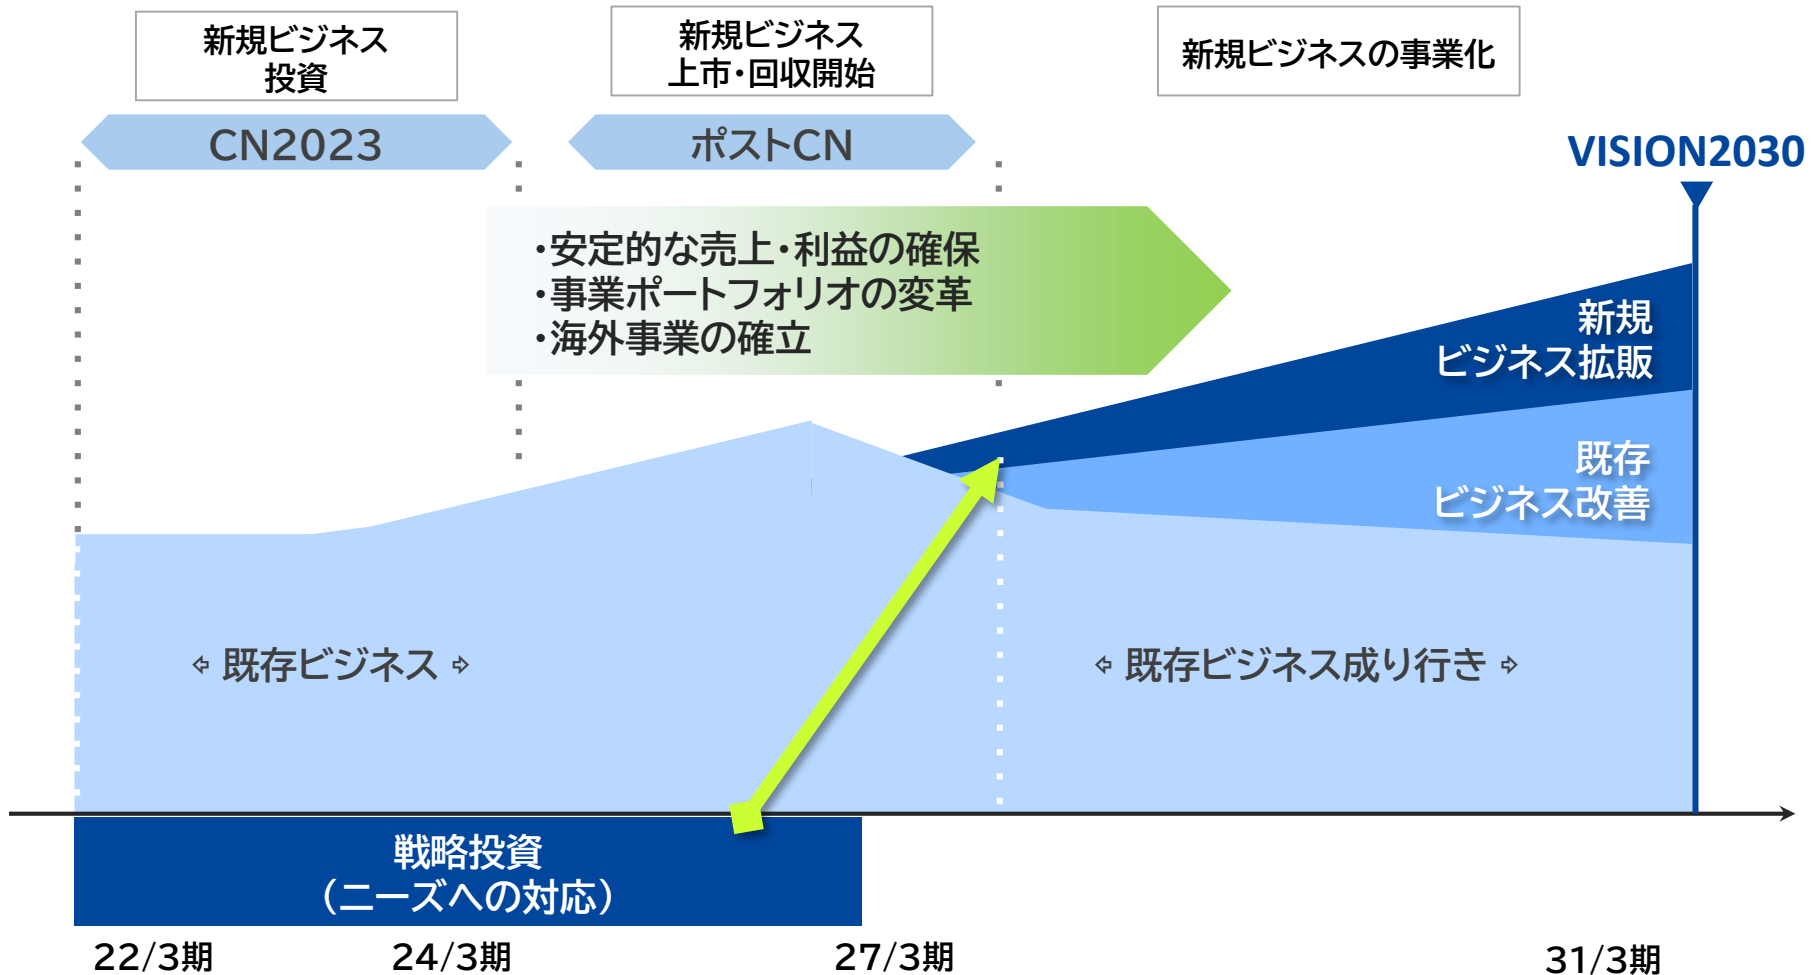 新規ビジネス
投資
新規ビジネス
上市・回収開始
新規ビジネスの事業化
CN2023
ポストCN
VISION2030
・安定的な売上・利益の確保
・事業ポートフォリオの変革
・海外事業の確立
新規
ビジネス拡販
既存
ビジネス改善
⇦ 既存ビジネス ⇨
⇦ 既存ビジネス成り行き ⇨
戦略投資
（ニーズへの対応）
22/3期
24/3期
27/3期
31/3期